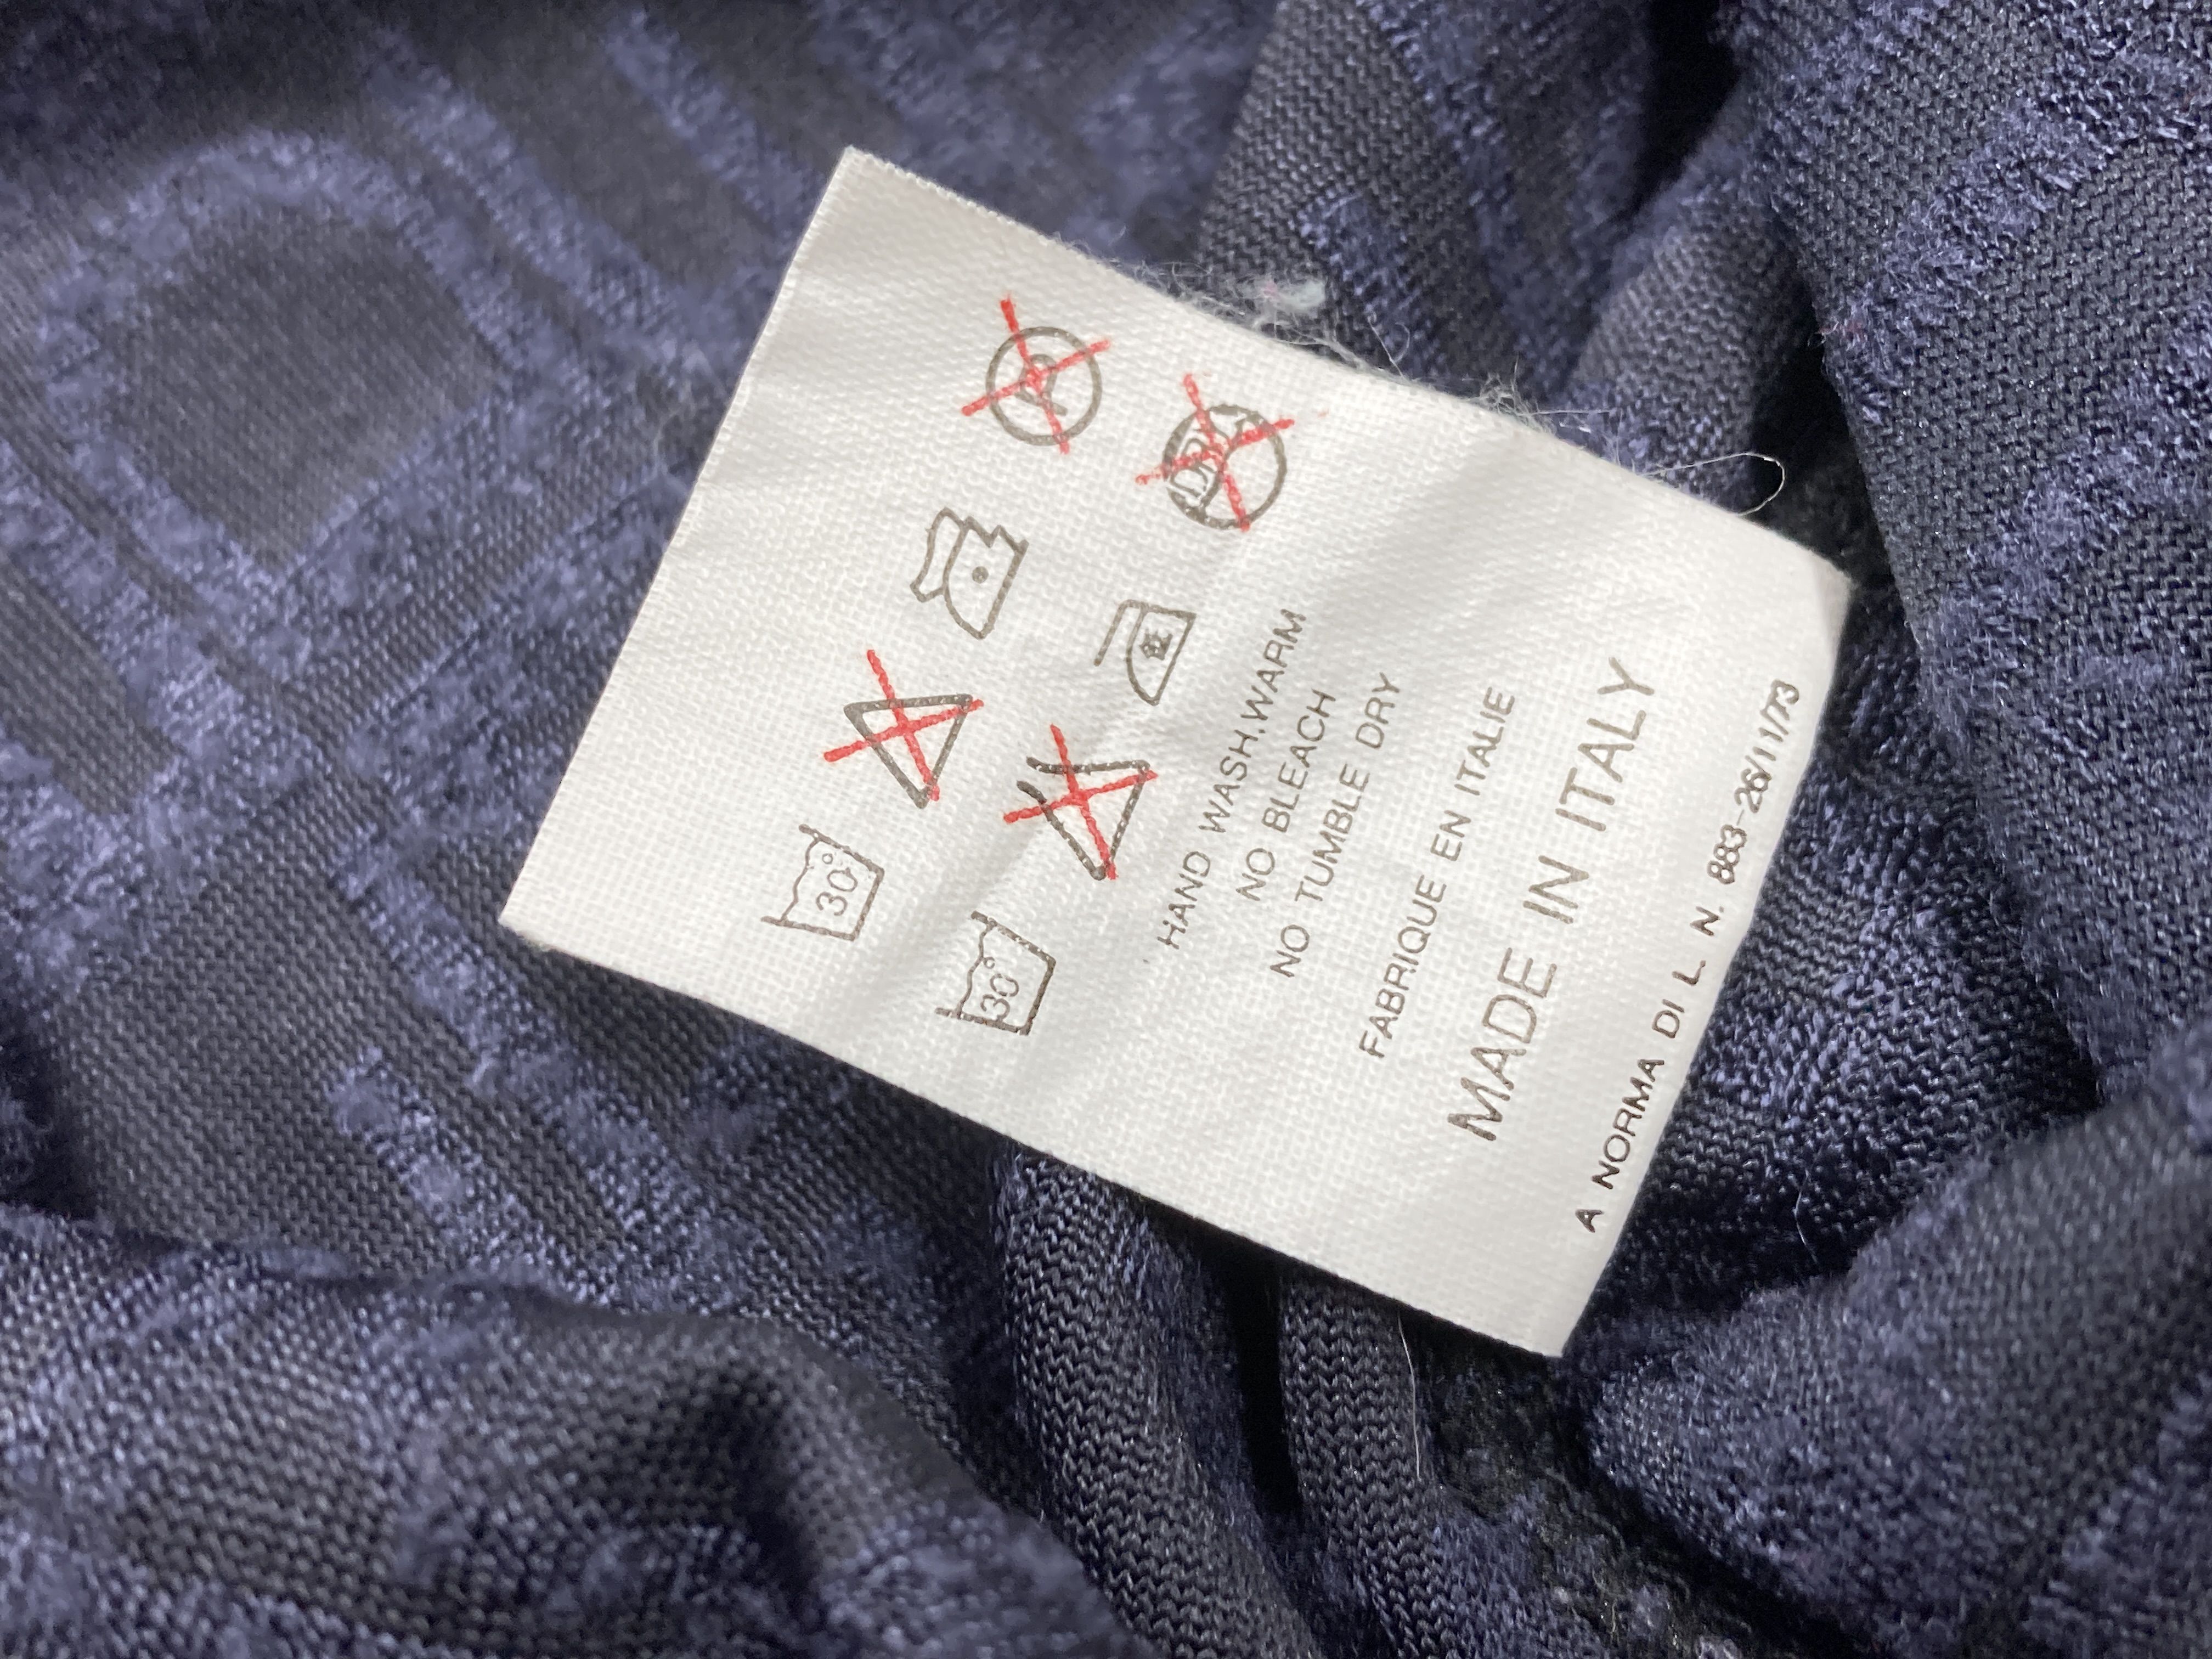 30°
30°
HAND WASH.WARM
NO BLEACH
NO TUMBLE DRY
FABRIQUE EN ITALIE
MADE IN ITALY
A NORMA DI L. N. 883-26/11/73